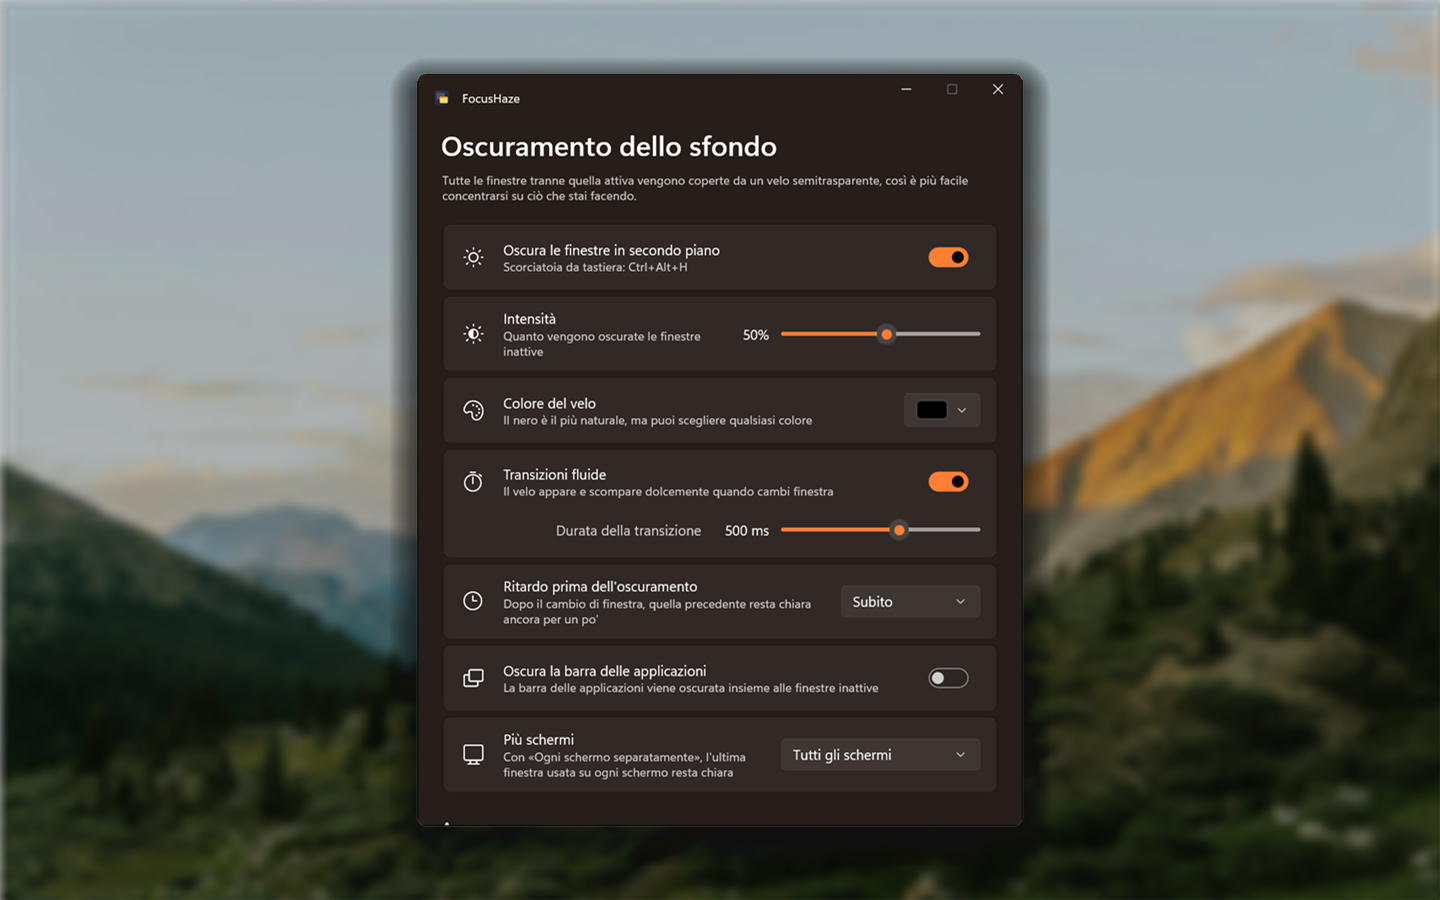 FocusHaze
Oscuramento dello sfondo
Tutte le finestre tranne quella attiva vengono coperte da un velo semitrasparente, così è più facile
concentrarsi su ciò che stai facendo.
Oscura le finestre in secondo piano
Scorciatoia da tastiera: Ctrl+Alt+H
Intensità
Quanto vengono oscurate le finestre
inattive
50%
Colore del velo
Il nero è il più naturale, ma puoi scegliere qualsiasi colore
Transizioni fluide
Il velo appare e scompare dolcemente quando cambi finestra
Durata della transizione
500 ms
Ritardo prima dell'oscuramento
Dopo il cambio di finestra, quella precedente resta chiara
ancora per un po'
Subito
Oscura la barra delle applicazioni
La barra delle applicazioni viene oscurata insieme alle finestre inattive
Più schermi
Con «Ogni schermo separatamente», l'ultima
finestra usata su ogni schermo resta chiara
Tutti gli schermi